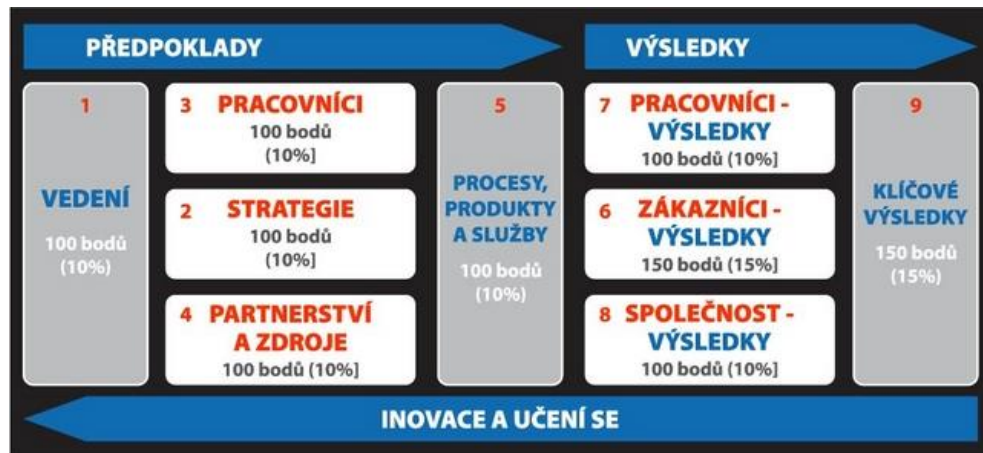 PŘEDPOKLADY
VÝSLEDKY
1
VEDENÍ
100 bodů
(10%)
3 PRACOVNÍCI
100 bodů
(10%]
2 STRATEGIE
100 bodů
(10%]
4 PARTNERSTVÍ
A ZDROJE
100 bodů (10%]
5
PROCESY,
PRODUKTY
A SLUŽBY
100 bodů
(10%)
7 PRACOVNÍCI -
VÝSLEDKY
100 bodů (10%]
6 ZÁKAZNÍCI -
VÝSLEDKY
150 bodů (15%]
8 SPOLEČNOST -
VÝSLEDKY
100 bodů (10%]
9
KLÍČOVÉ
VÝSLEDKY
150 bodů
(15%)
INOVACE A UČENÍ SE